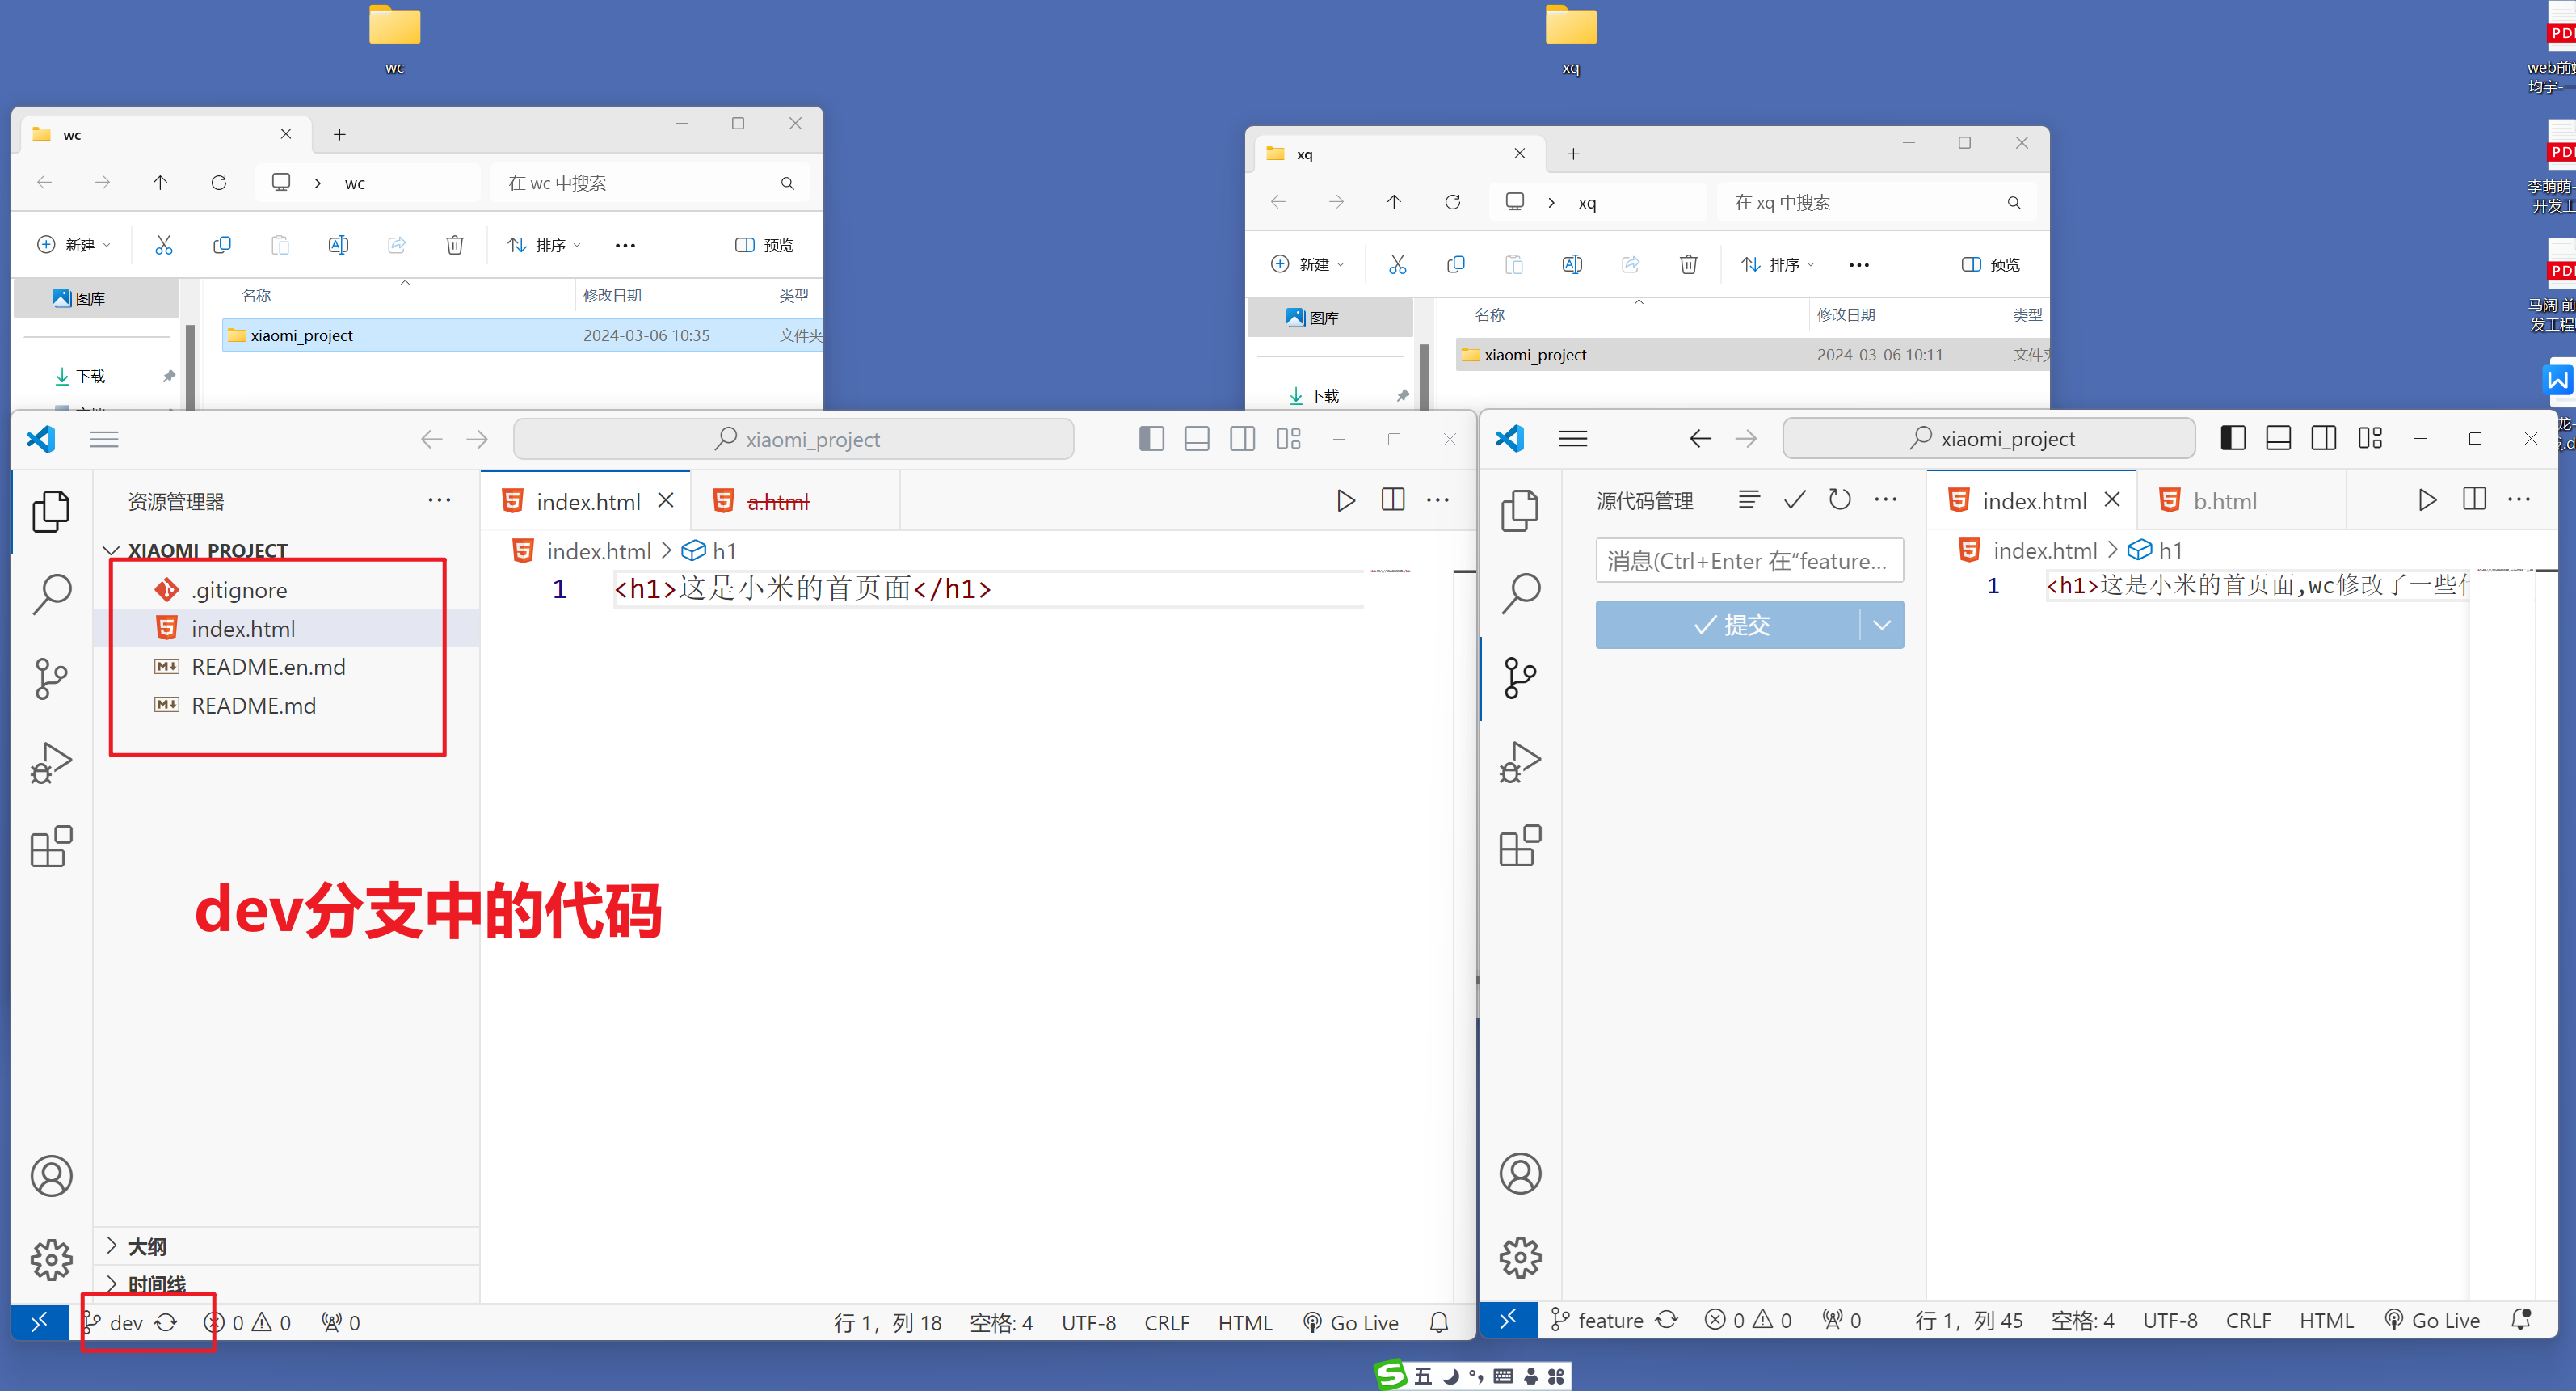 wc
xq
PDF
web前
均宇-一
wc
在 wc 中搜索
wc
新建
排序
预览
图库
名称
修改日期
类型
xiaomi_project
2024-03-06 10:35
文件夹
下载
xq
xq
在 xq 中搜索
新建
排序
预览
图库
名称
修改日期
类型
xiaomi_project
2024-03-06 10:11
文件夹
下载
PDF
李萌萌-
开发工
PDF
马阔 前
发工程
W
xiaomi_project
资源管理器
index.html
a.html
XIAOMI_PROJECT
index.html
h1
.gitignore
index.html
README.en.md
README.md
1
<h1>这是小米的首页面</h1>
dev分支中的代码
大纲
时间线
dev
0
0
0
行 1，列 18
空格: 4
UTF-8
CRLF
HTML
Go Live
xiaomi_project
源代码管理
index.html
b.html
消息(Ctrl+Enter 在“feature...
index.html
h1
提交
1
<h1>这是小米的首页面,wc修改了一些
feature
0
0
0
行 1，列 45
空格: 4
UTF-8
CRLF
HTML
Go Live
S
五